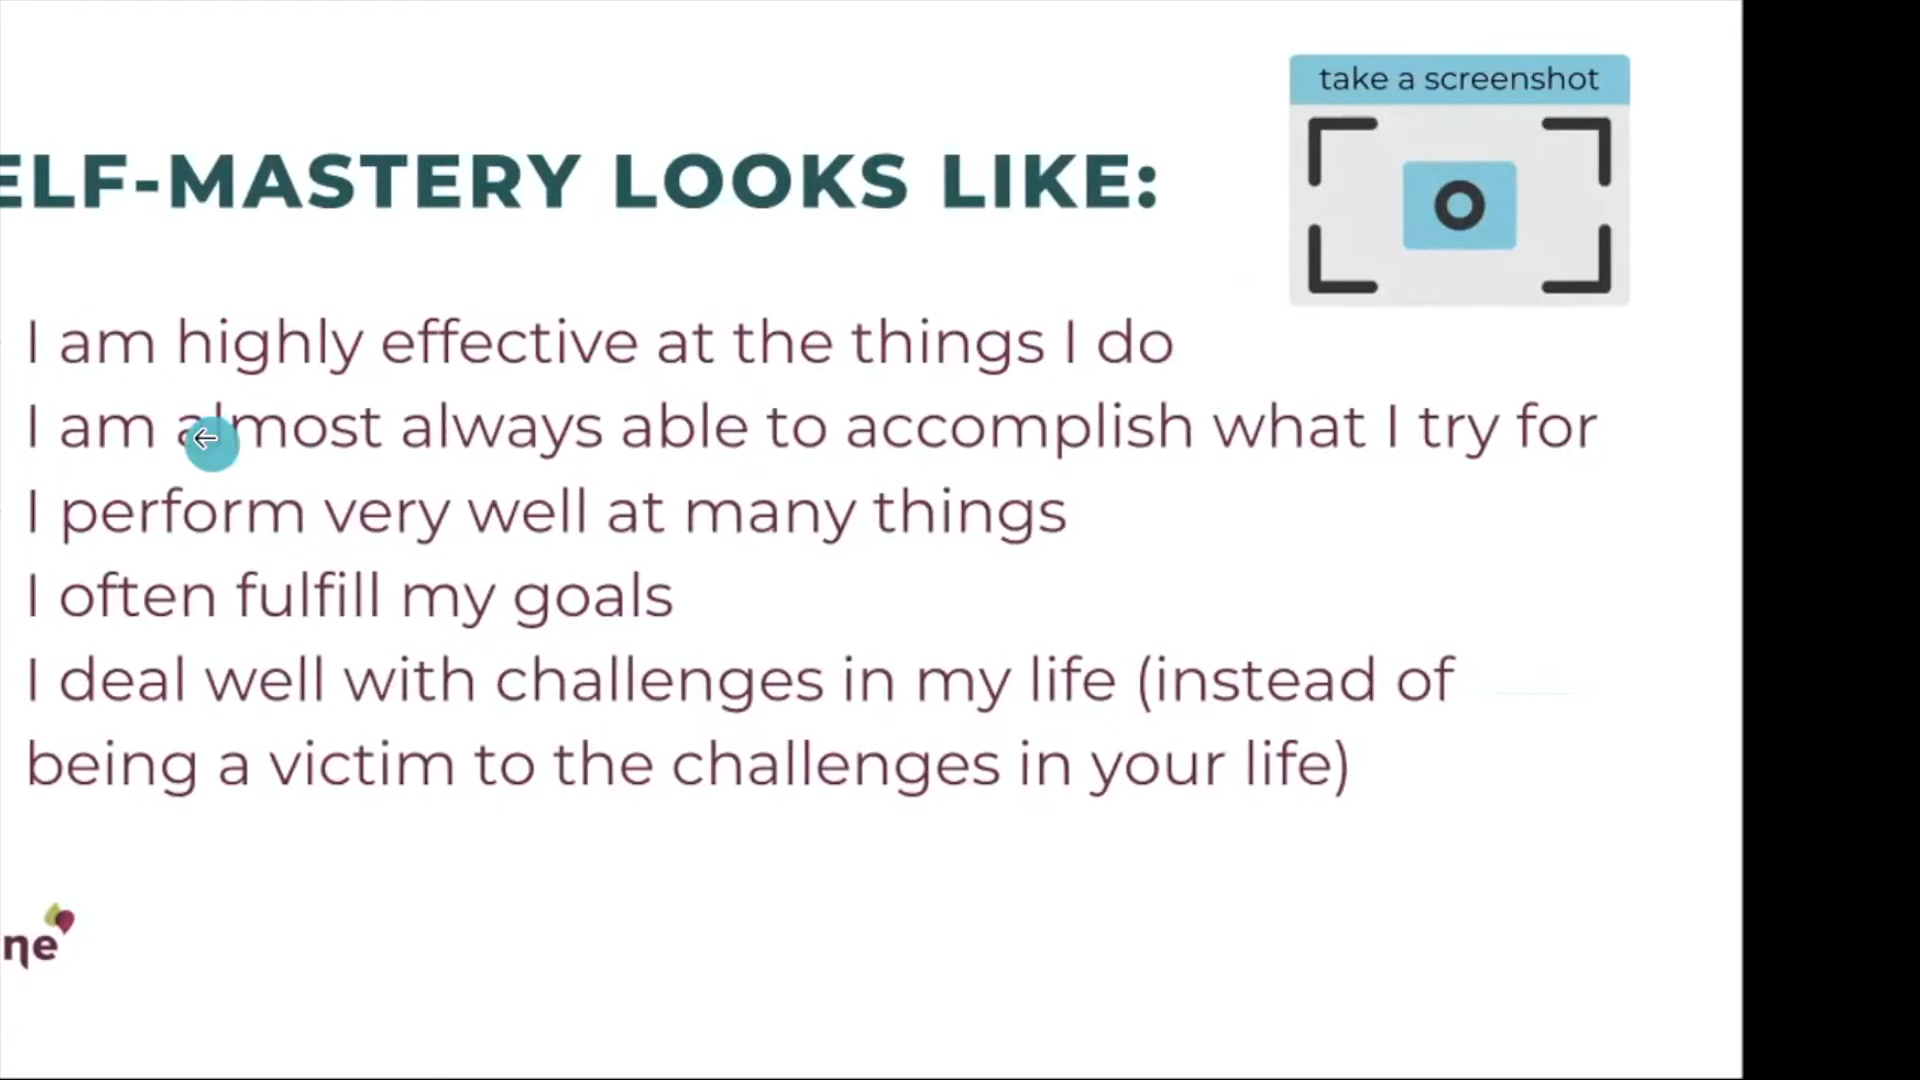 take a screenshot
ELF-MASTERY LOOKS LIKE:
I am highly effective at the things I do
I am almost always able to accomplish what I try for
I perform very well at many things
I often fulfill my goals
I deal well with challenges in my life (instead of
being a victim to the challenges in your life)
ne